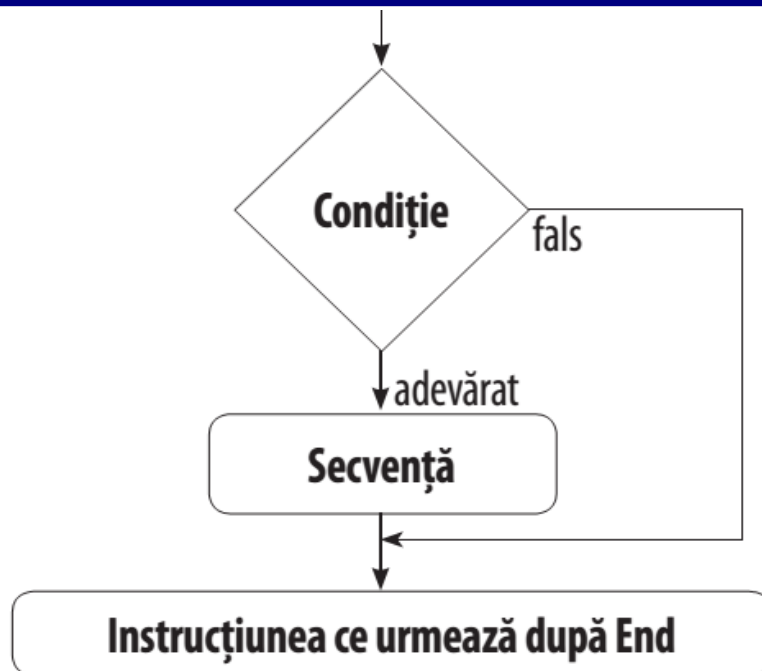 Condiție
fals
adevărat
Secvență
Instrucțiunea ce urmează după End